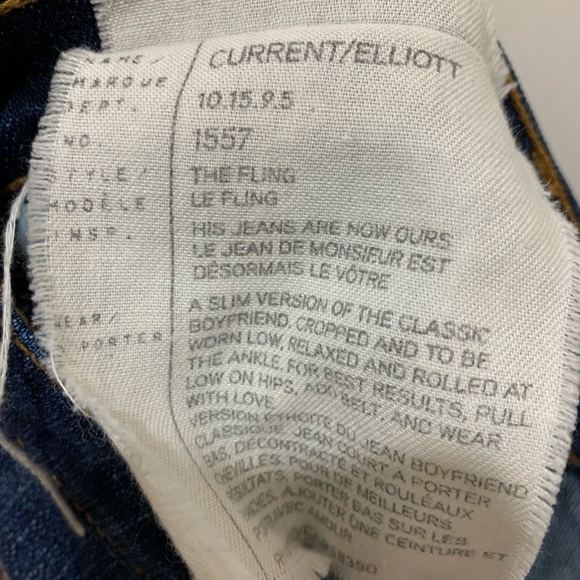 NAME/ CURRENT/ELLIOTT
MARQUE
DEPT. 10.15.9.5
NO. 1557
STYLE/ THE FLING
MODÈLE LE FLING
INSP. HIS JEANS ARE NOW OURS
LE JEAN DE MONSIEUR EST
DÉSORMAIS LE VÔTRE
WEAR/ A SLIM VERSION OF THE CLASSIC
PORTER BOYFRIEND. CROPPED AND TO BE
WORN LOW, RELAXED AND ROLLED AT
THE ANKLE. FOR BEST RESULTS, PULL
LOW ON HIPS, ADD BELT, AND WEAR
WITH LOVE
VERSION ÉTROITE DU JEAN BOYFRIEND
CLASSIQUE. JEAN COURT À PORTER
BAS, DÉCONTRACTÉ ET ROULÉAUX
CHEVILLES. POUR DE MEILLEURS
RÉSULTATS, PORTER BAS SUR LES
AJOUTER UNE CEINTURE ET
AVEC AMOUR